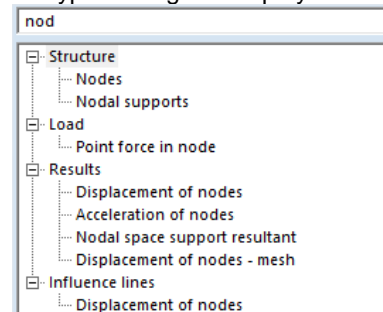 nod
Structure
Nodes
Nodal supports
Load
Point force in node
Results
Displacement of nodes
Acceleration of nodes
Nodal space support resultant
Displacement of nodes - mesh
Influence lines
Displacement of nodes